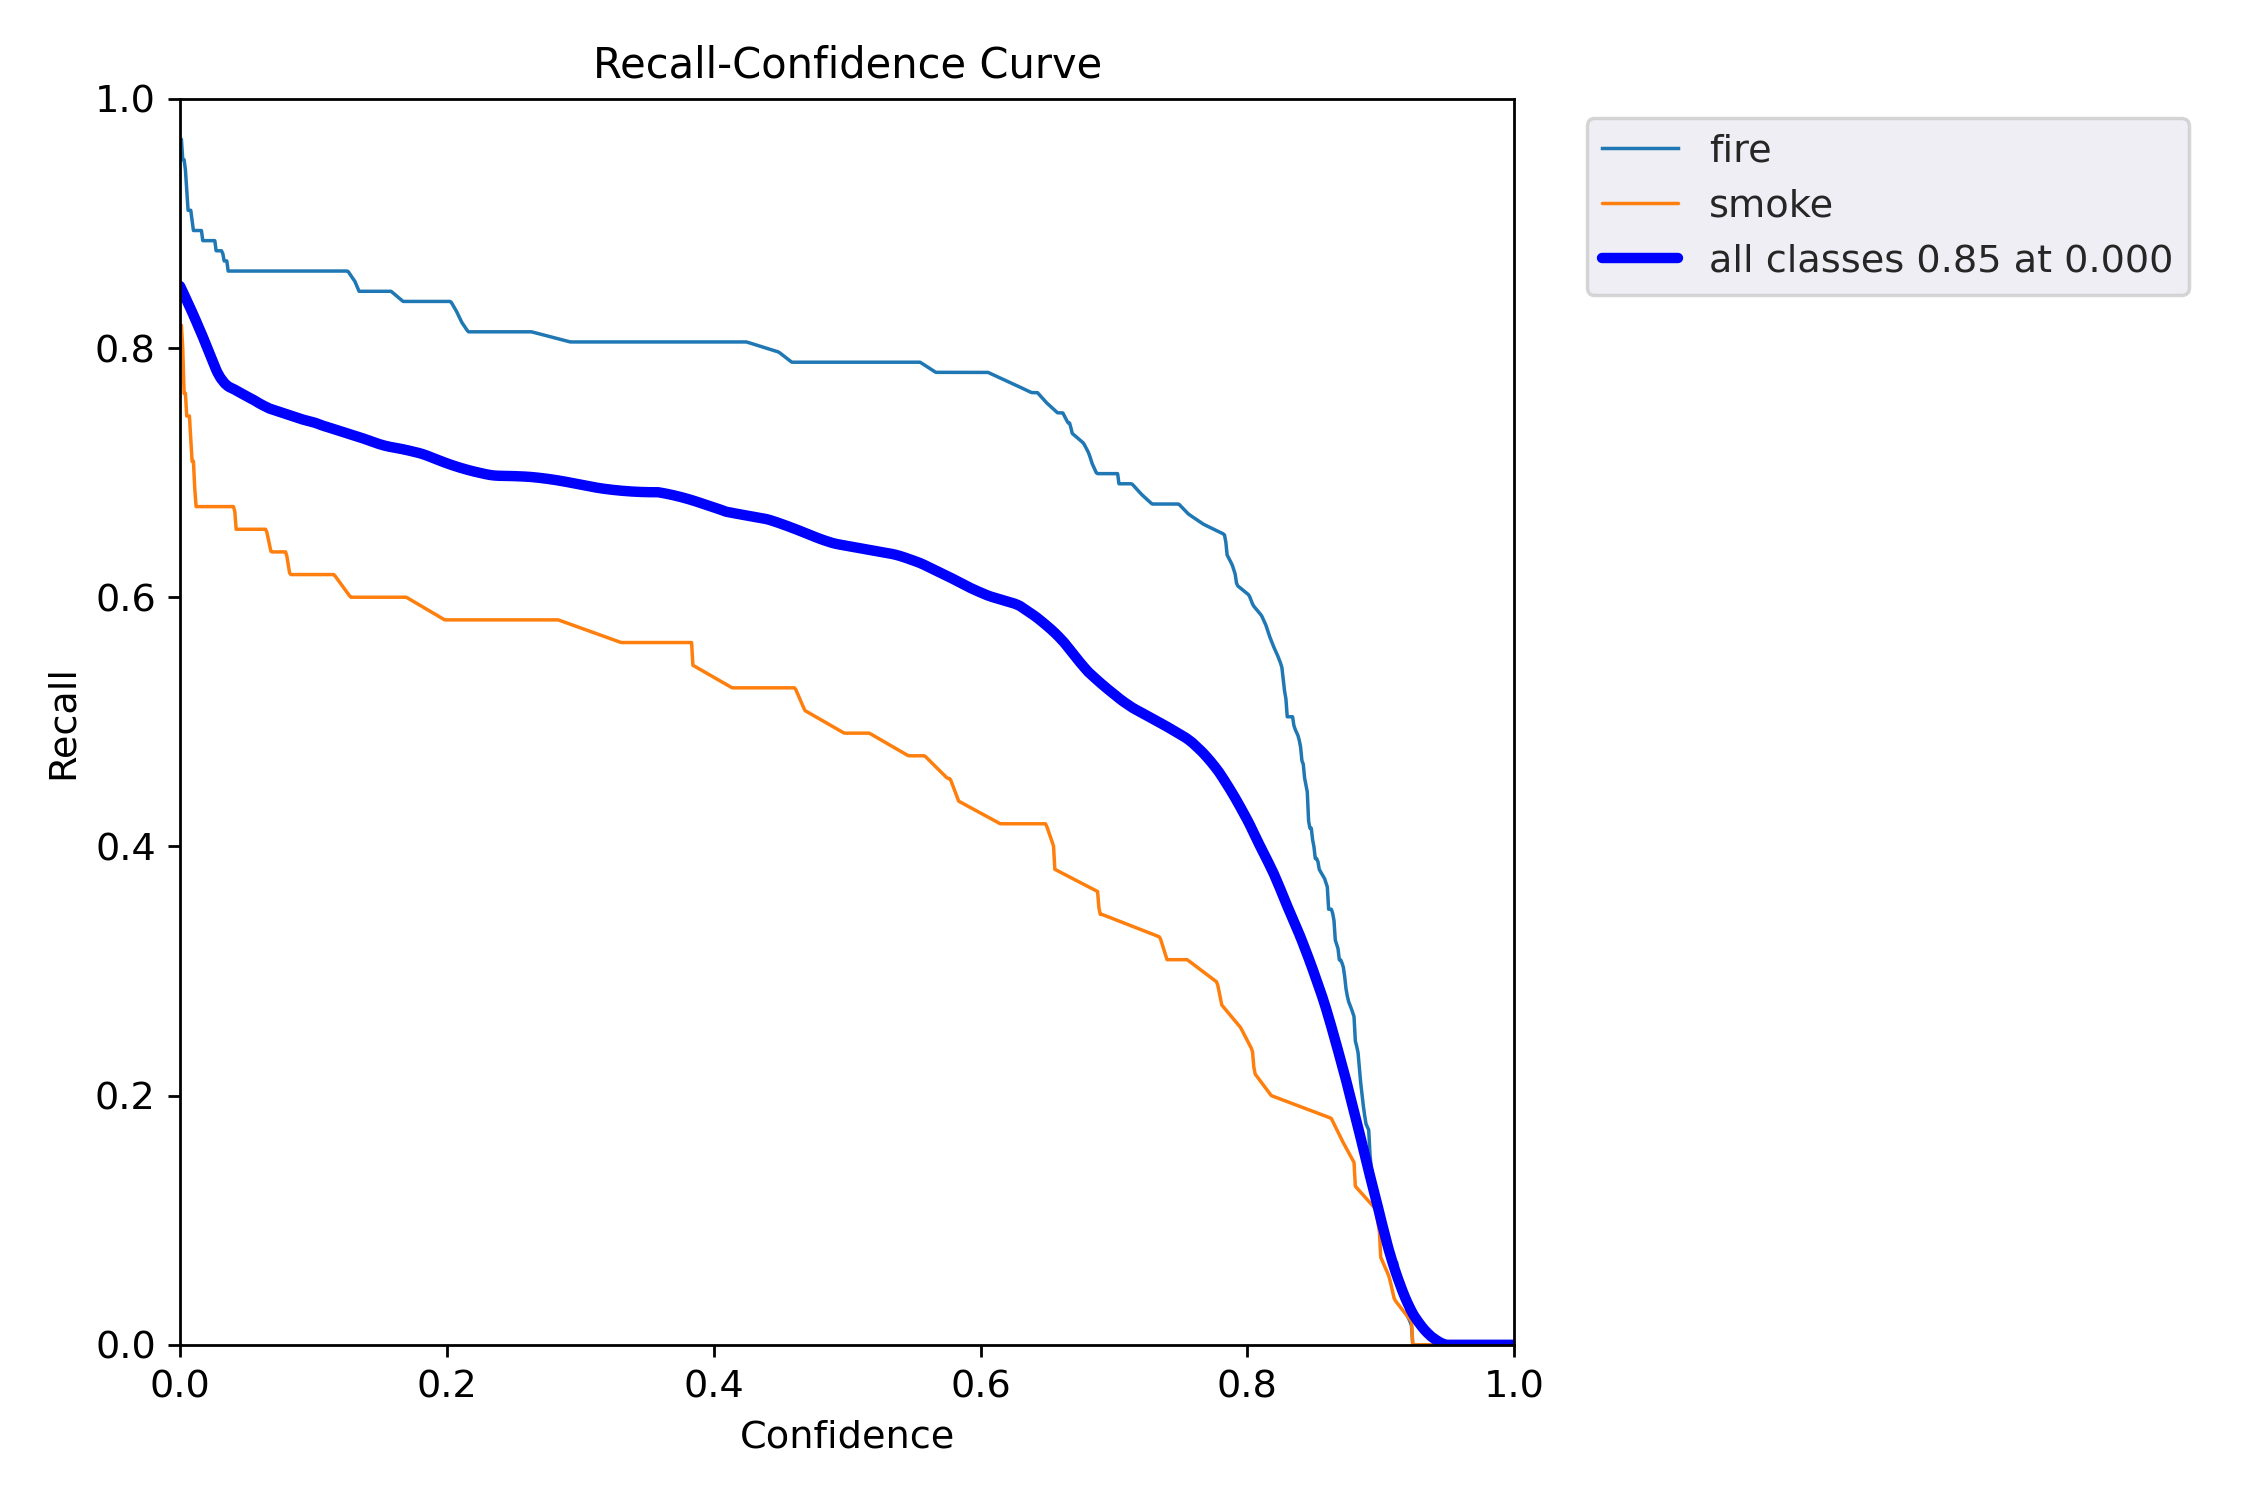 Recall-Confidence Curve
fire
smoke
all classes 0.85 at 0.000
1.0
0.8
0.6
0.4
0.2
0.0
Recall
0.0 0.2 0.4 0.6 0.8 1.0
Confidence